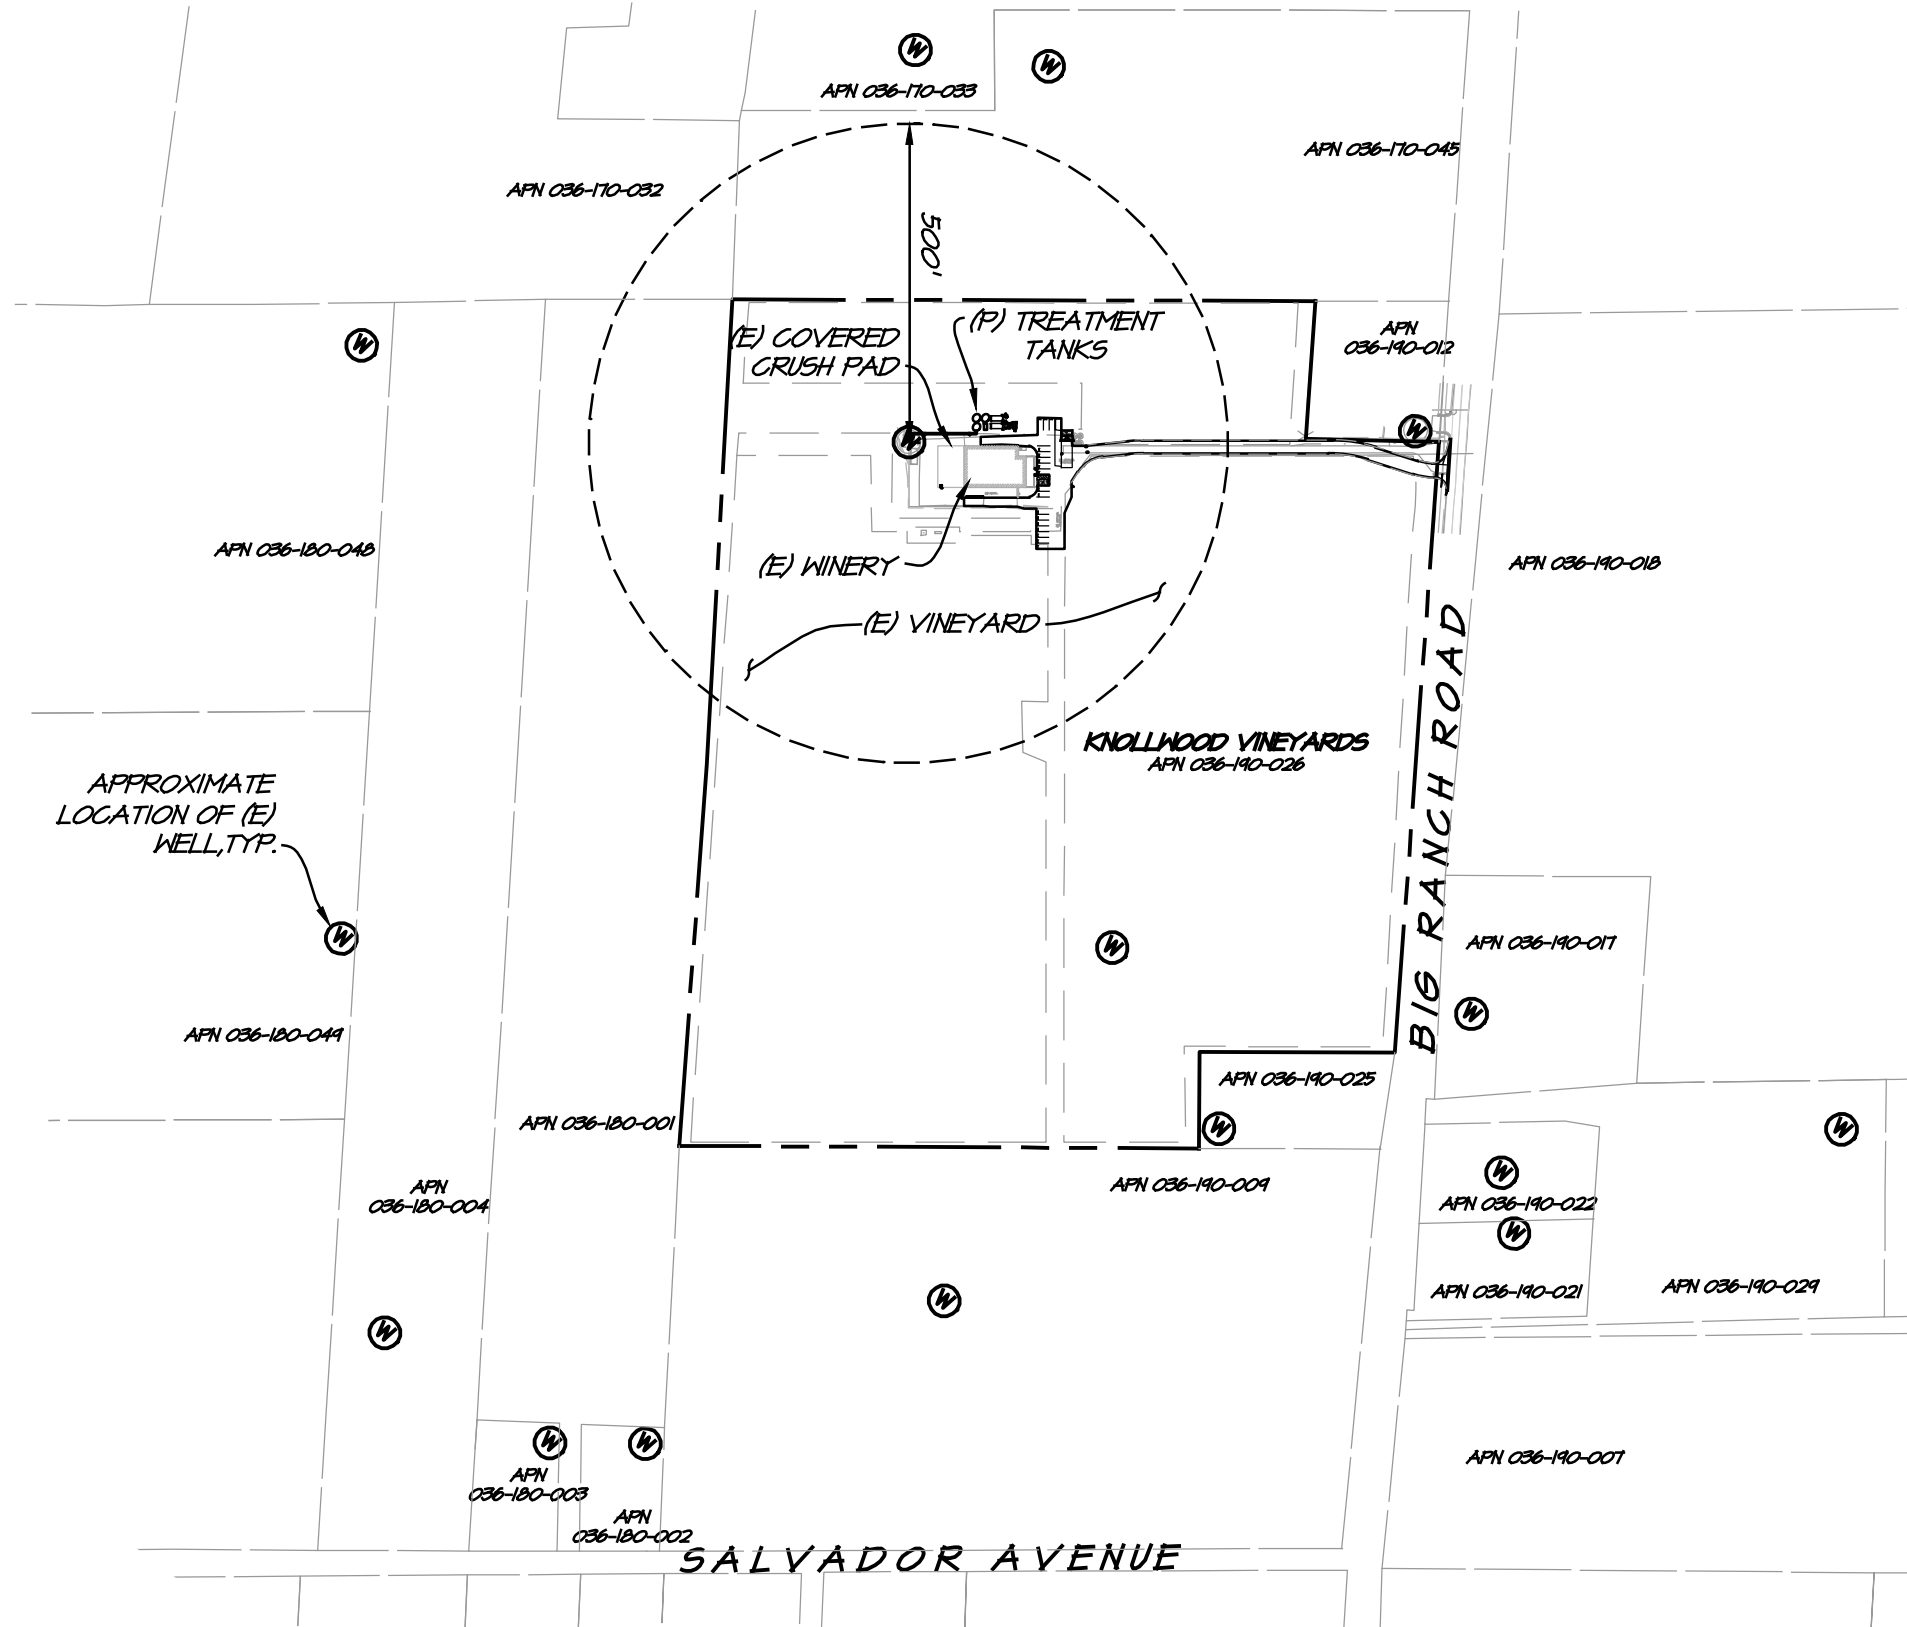 W
W
APN 036-170-033
APN 036-170-045
APN 036-170-032
500'
(P) TREATMENT
TANKS
(E) COVERED
CRUSH PAD
APN
036-190-012
W
W
W
APN 036-180-048
(E) WINERY
APN 036-190-018
(E) VINEYARD
KNOLLWOOD VINEYARDS
APN 036-190-026
BIG RANCH ROAD
APPROXIMATE
LOCATION OF (E)
WELL, TYP.
W
W
APN 036-190-017
W
APN 036-180-049
APN 036-190-025
APN 036-180-001
W
W
APN
036-180-004
APN 036-190-009
W
APN 036-190-022
W
APN 036-190-021
APN 036-190-029
W
W
W
W
APN
036-180-003
APN 036-190-007
APN
036-180-002
SALVADOR AVENUE